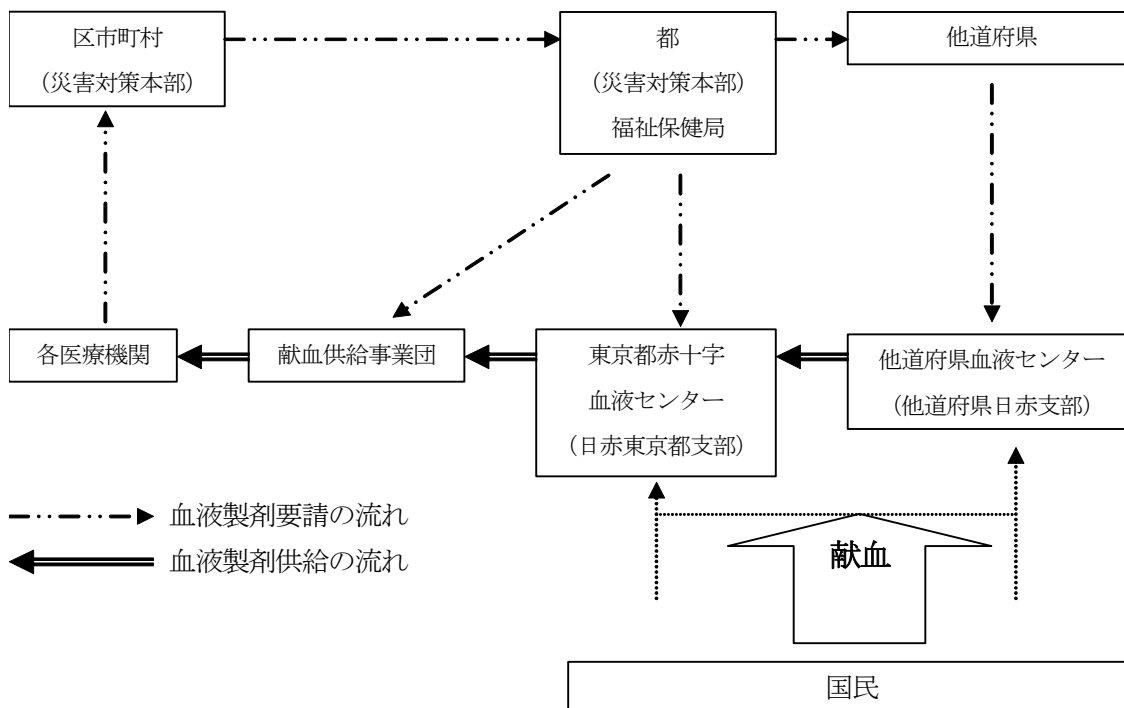 区市町村
（災害対策本部）
都
（災害対策本部）
福祉保健局
他道府県
各医療機関
献血供給事業団
東京都赤十字
血液センター
（日赤東京都支部）
他道府県血液センター
（他道府県日赤支部）
血液製剤要請の流れ
血液製剤供給の流れ
献血
国民